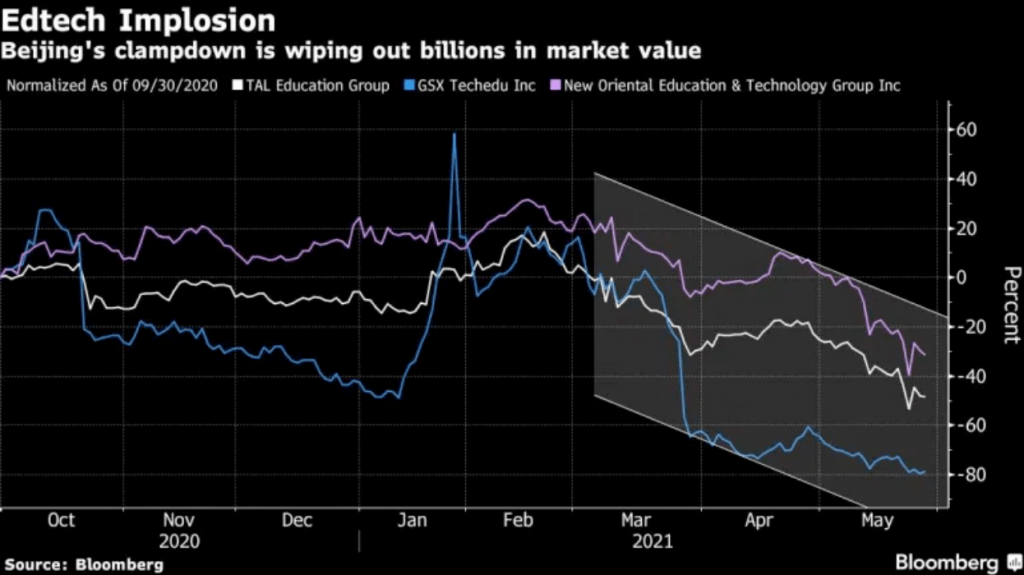 Edtech Implosion
Beijing's clampdown is wiping out billions in market value
Normalized As Of 09/30/2020 TAL Education Group GSX Techedu Inc New Oriental Education & Technology Group Inc
60
40
20
0
-20
-40
-60
-80
Percent
Oct Nov Dec Jan Feb Mar Apr May
2020 2021
Source: Bloomberg
Bloomberg